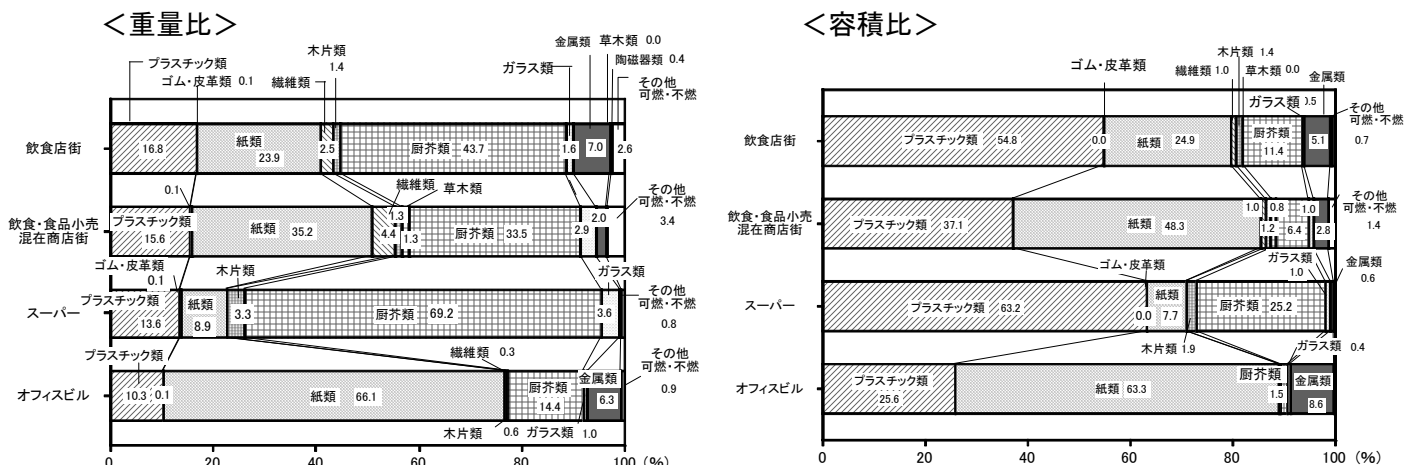 <重量比>
プラスチック類
ゴム・皮革類 0.1
繊維類
木片類
1.4
ガラス類
金属類
草木類 0.0
陶磁器類 0.4
その他
可燃・不燃
飲食店街
16.8
紙類
23.9
2.5
厨芥類
43.7
1.6
7.0
2.6
0.1
繊維類
草木類
その他
可燃・不燃
3.4
飲食・食品小売
混在商店街
プラスチック類
15.6
紙類
35.2
4.4
1.3
1.3
厨芥類
33.5
2.9
2.0
ゴム・皮革類
0.1
木片類
ガラス類
その他
可燃・不燃
0.8
スーパー
プラスチック類
13.6
紙類
8.9
3.3
厨芥類
69.2
3.6
プラスチック類
繊維類 0.3
その他
可燃・不燃
0.9
オフィスビル
10.3
0.1
紙類
66.1
厨芥類
14.4
金属類
6.3
木片類 0.6
ガラス類 1.0
0 20 40 60 80 100 (%)
<容積比>
ゴム・皮革類
木片類 1.4
繊維類 1.0
草木類 0.0
金属類
ガラス類
その他
可燃・不燃
0.7
飲食店街
プラスチック類
54.8
0.0
紙類
24.9
厨芥類
11.4
5.1
その他
可燃・不燃
1.4
飲食・食品小売
混在商店街
プラスチック類
37.1
紙類
48.3
1.0
1.2
0.8
6.4
1.0
2.8
ゴム・皮革類
ガラス類
1.0
金属類
0.6
スーパー
プラスチック類
63.2
0.0
紙類
7.7
厨芥類
25.2
木片類 1.9
ガラス類 0.4
オフィスビル
プラスチック類
25.6
紙類
63.3
厨芥類
1.5
金属類
8.6
0 20 40 60 80 100 (%)